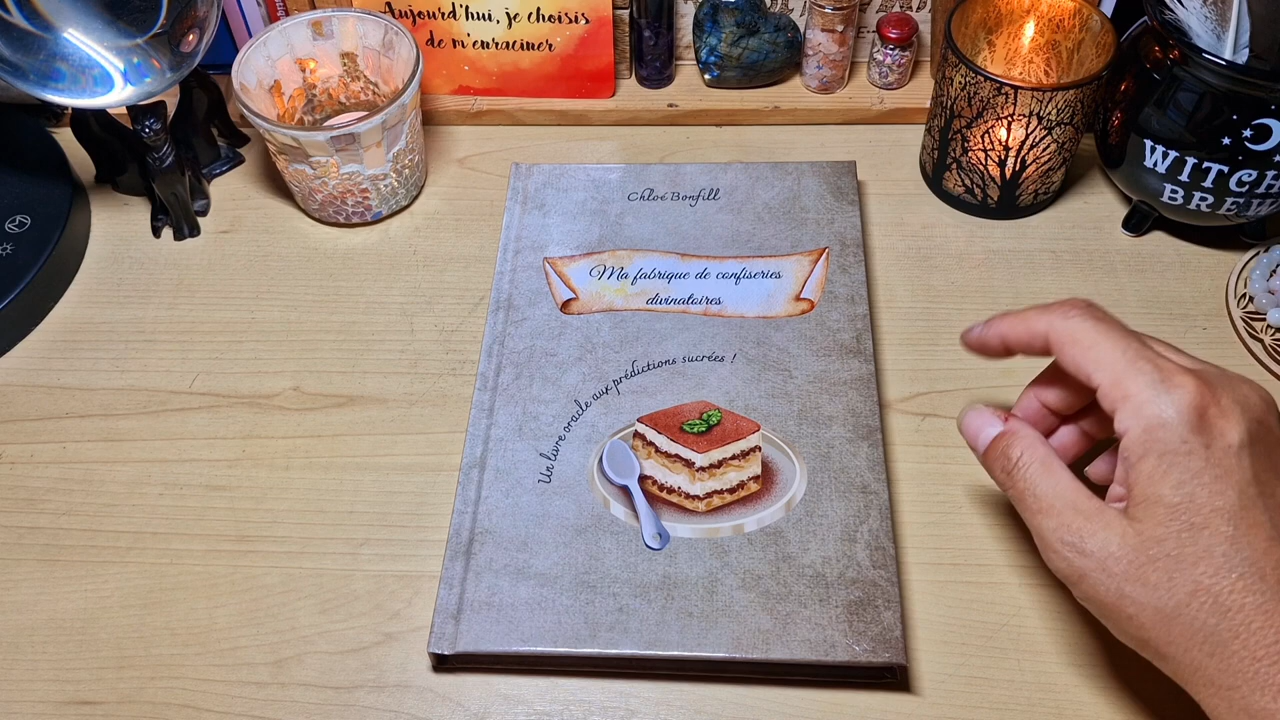 Aujourd'hui, je choisis
de m'enraciner
Chloé Bonfill
Ma fabrique de confiseries
divinatoires
Un livre oracle aux prédictions sucrées !
BREW